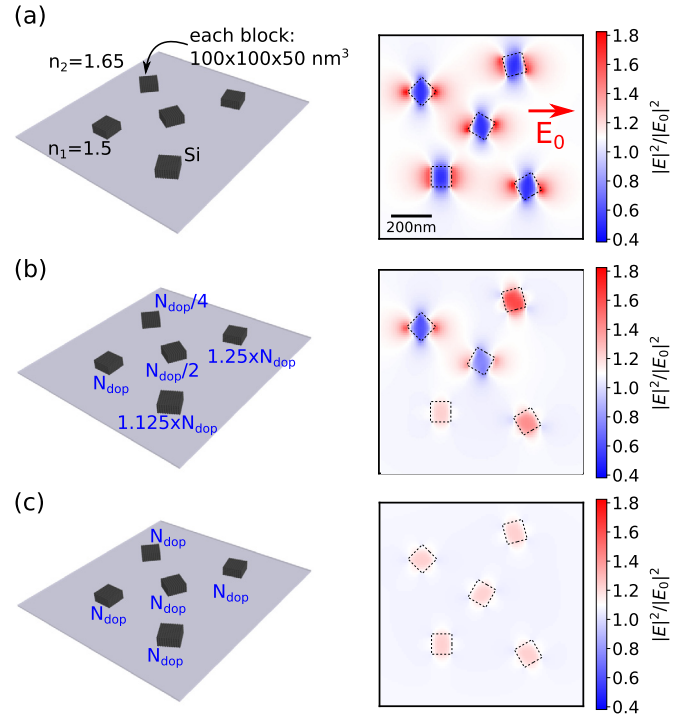 (a)
each block:
100x100x50 nm³
n₂=1.65
n₁=1.5
Si
E₀
200nm
1.8
1.6
1.4
1.2
1.0
0.8
0.6
0.4
|E|²/|E₀|²
(b)
N_dop/4
1.25xN_dop
N_dop/2
N_dop
1.125xN_dop
1.8
1.6
1.4
1.2
1.0
0.8
0.6
0.4
|E|²/|E₀|²
(c)
N_dop
N_dop
N_dop
N_dop
N_dop
1.8
1.6
1.4
1.2
1.0
0.8
0.6
0.4
|E|²/|E₀|²